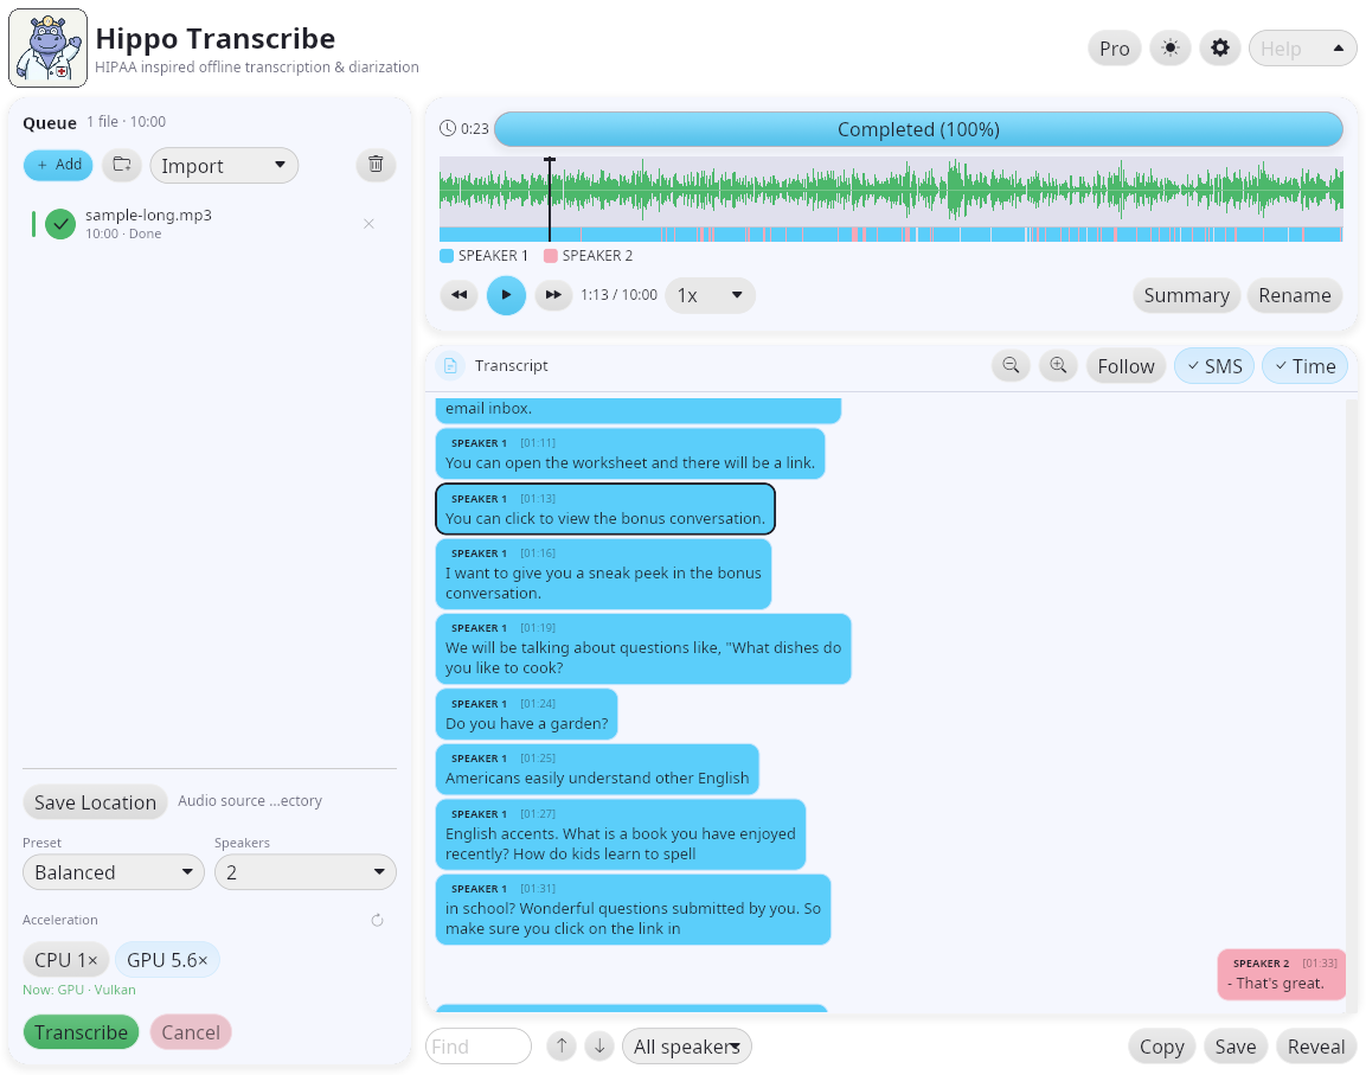 Hippo Transcribe
HIPAA inspired offline transcription & diarization
Pro
Help
Queue 1 file · 10:00
+ Add
Import
sample-long.mp3
10:00 · Done
Save Location
Audio source ...ectory
Preset
Speakers
Balanced
2
Acceleration
CPU 1×
GPU 5.6×
Now: GPU · Vulkan
Transcribe
Cancel
0:23
Completed (100%)
SPEAKER 1
SPEAKER 2
1:13 / 10:00
1x
Summary
Rename
Transcript
Follow
✓ SMS
✓ Time
email inbox.
SPEAKER 1 [01:11]
You can open the worksheet and there will be a link.
SPEAKER 1 [01:13]
You can click to view the bonus conversation.
SPEAKER 1 [01:16]
I want to give you a sneak peek in the bonus
conversation.
SPEAKER 1 [01:19]
We will be talking about questions like, "What dishes do
you like to cook?
SPEAKER 1 [01:24]
Do you have a garden?
SPEAKER 1 [01:25]
Americans easily understand other English
SPEAKER 1 [01:27]
English accents. What is a book you have enjoyed
recently? How do kids learn to spell
SPEAKER 1 [01:31]
in school? Wonderful questions submitted by you. So
make sure you click on the link in
SPEAKER 2 [01:33]
- That's great.
Find
All speakers
Copy
Save
Reveal